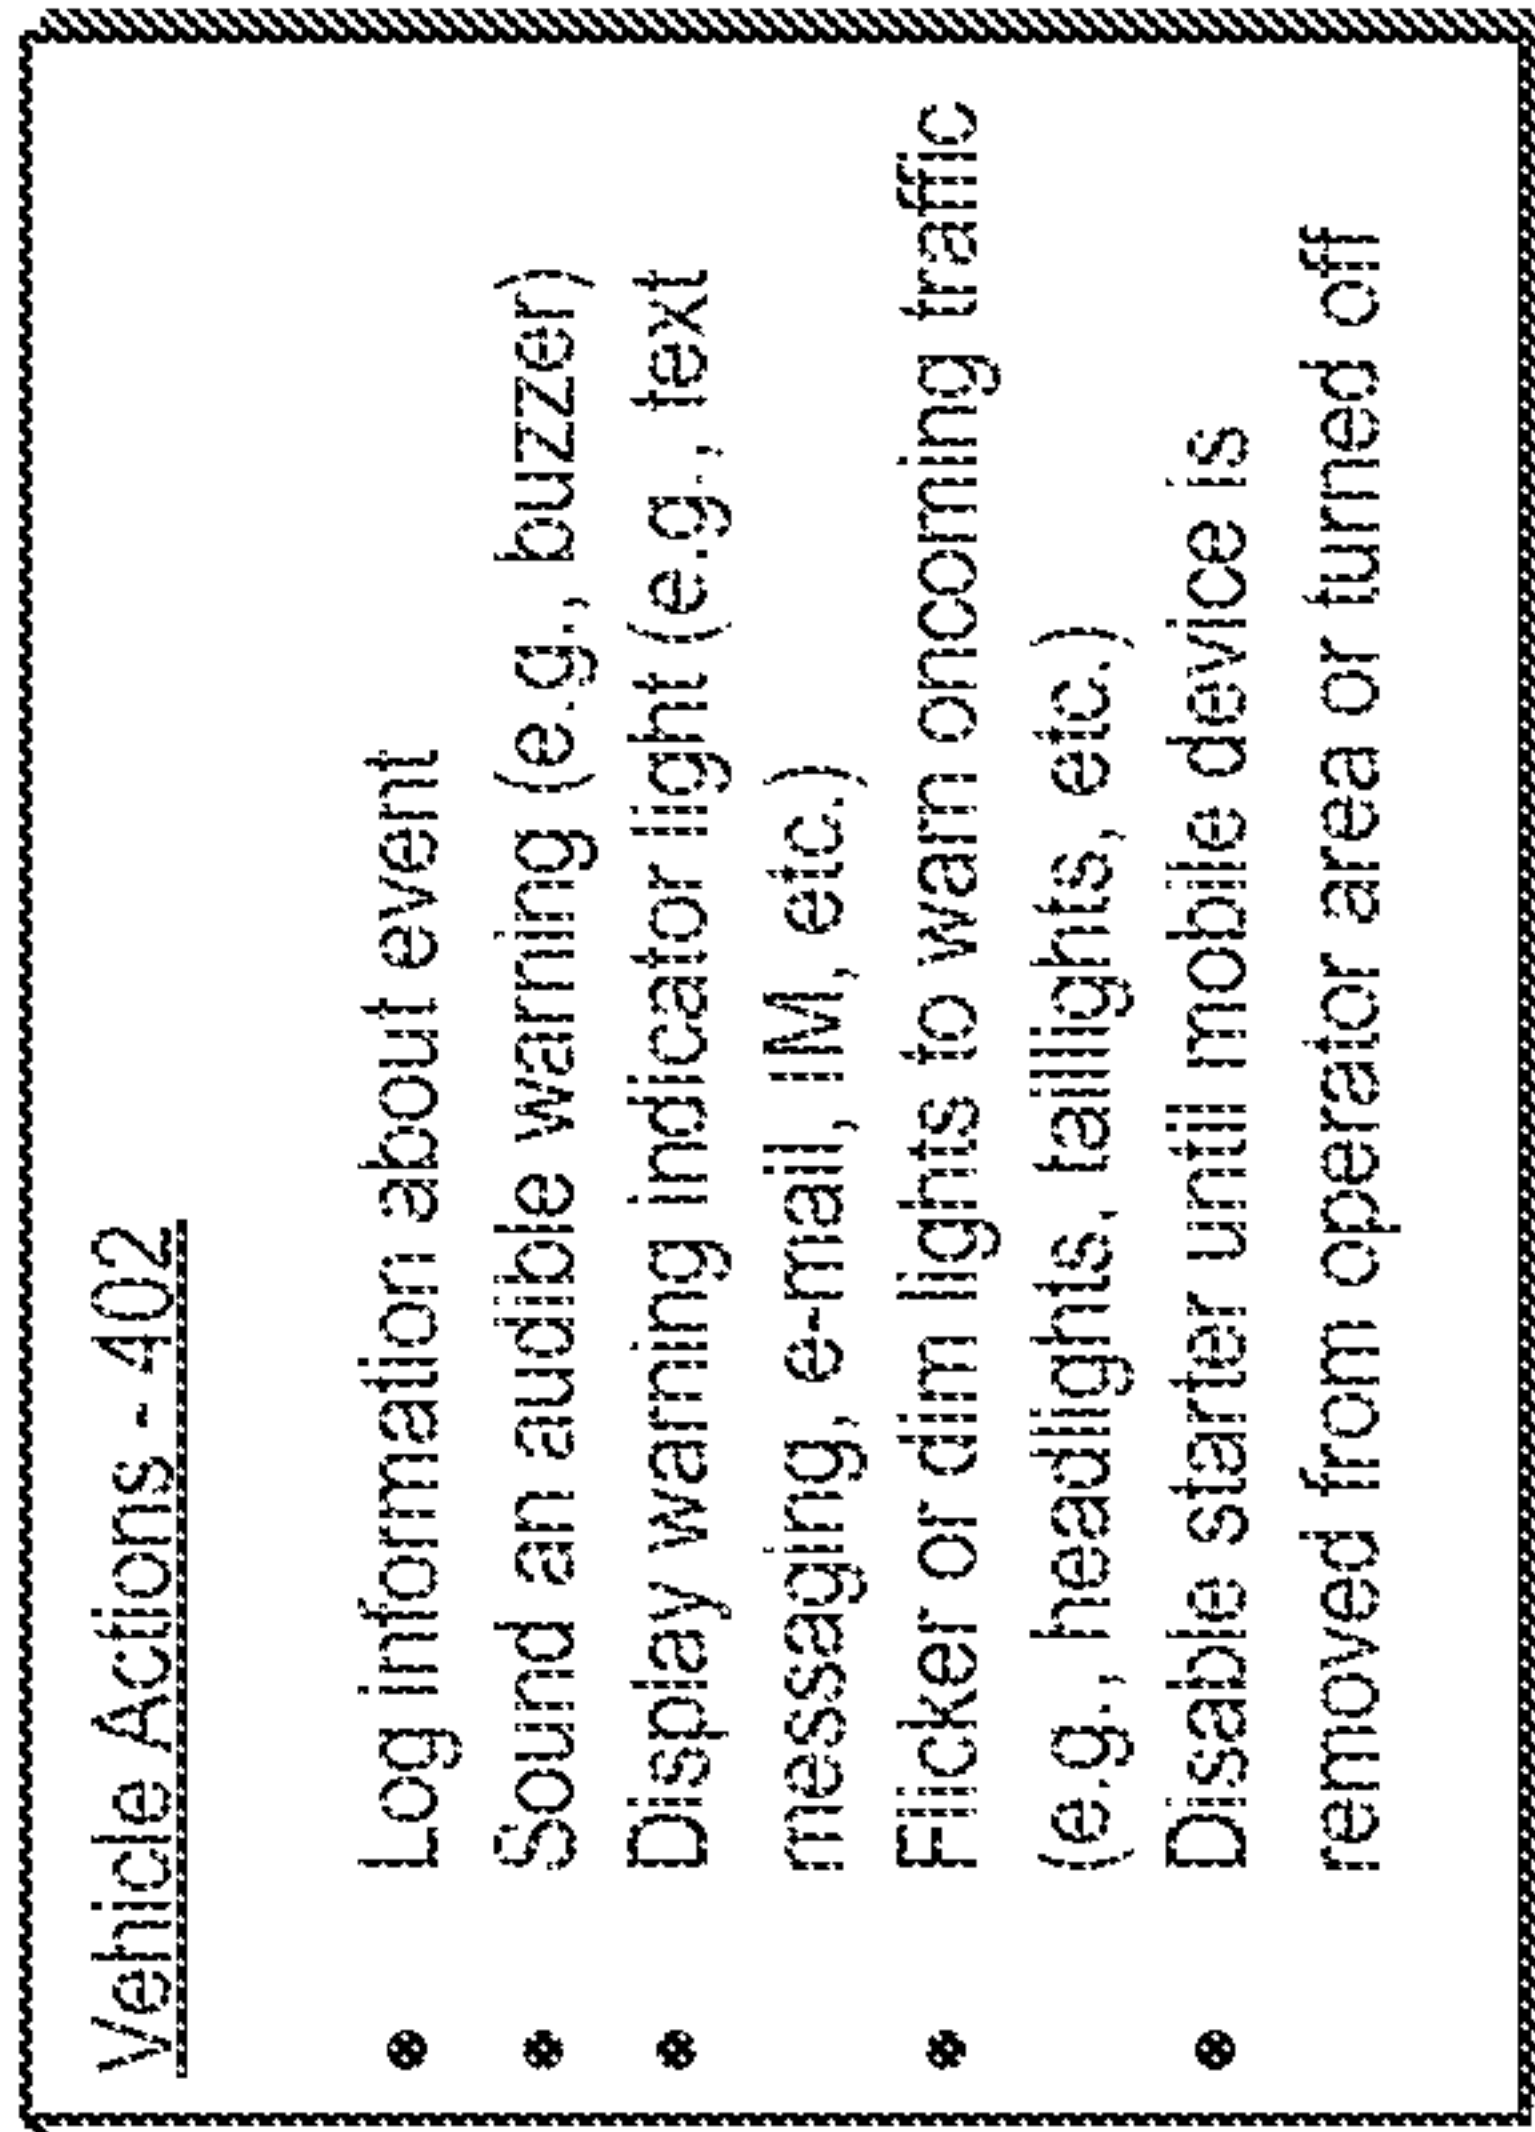 Vehicle Actions - 402
• Log information about event
• Sound an audible warning (e.g., buzzer)
• Display warning indicator light (e.g., text
messaging, e-mail, IM, etc.)
• Flicker or dim lights to warn oncoming traffic
(e.g., headlights, taillights, etc.)
• Disable starter until mobile device is
removed from operator area or turned off